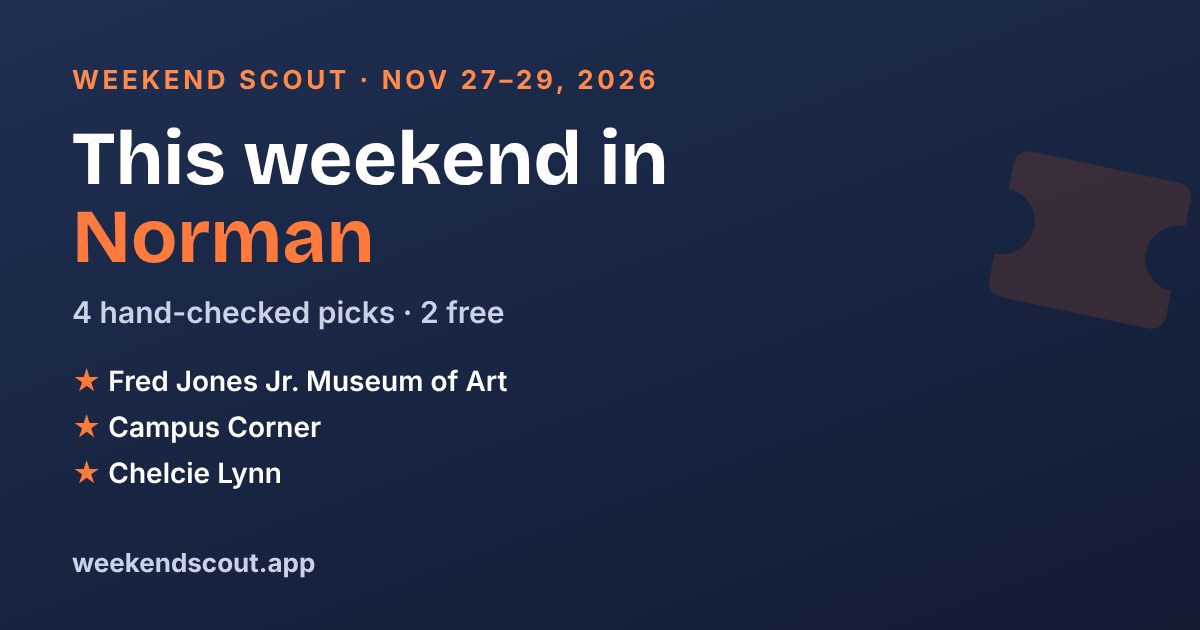 WEEKEND SCOUT · NOV 27–29, 2026
This weekend in
Norman
4 hand-checked picks · 2 free
★ Fred Jones Jr. Museum of Art
★ Campus Corner
★ Chelcie Lynn
weekendscout.app